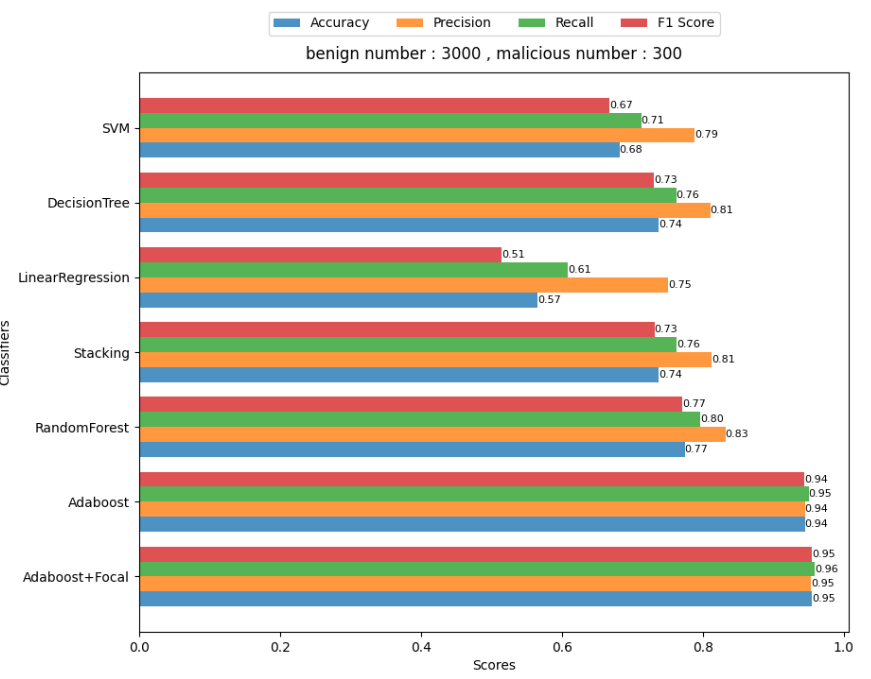 Accuracy Precision Recall F1 Score
benign number : 3000 , malicious number : 300
0.67
0.71
SVM
0.79
0.68
0.73
0.76
DecisionTree
0.81
0.74
0.51
0.61
LinearRegression
0.75
0.57
0.73
0.76
Stacking
0.81
0.74
0.77
0.80
RandomForest
0.83
0.77
0.94
0.95
Adaboost
0.94
0.94
0.95
0.96
Adaboost+Focal
0.95
0.95
Classifiers
0.0 0.2 0.4 0.6 0.8 1.0
Scores